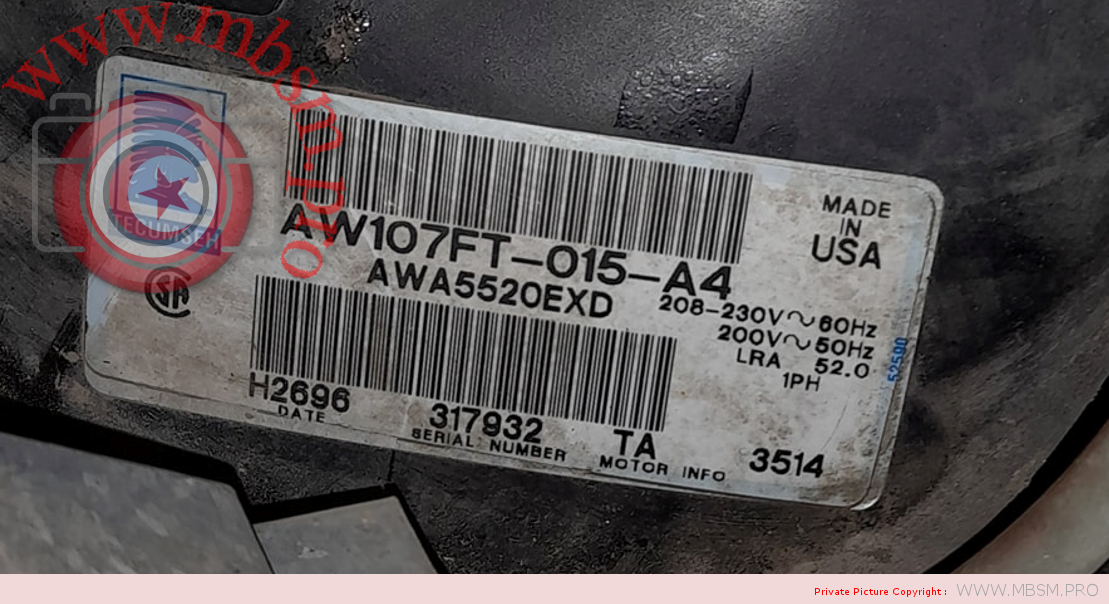 www.mbsm.pro
TECUMSEH
MADE
IN
USA
AW107FT-015-A4
AWA5520EXD
208-230V~60Hz
200V~50Hz
LRA 52.0
1PH
52590
H2696
DATE
317932
SERIAL NUMBER
TA
MOTOR INFO
3514
Private Picture Copyright : WWW.MBSM.PRO